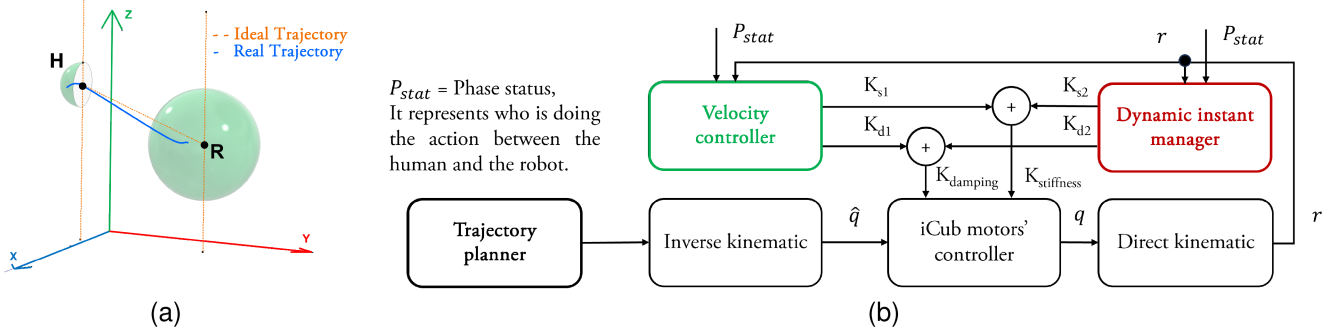 Z
- - Ideal Trajectory
- Real Trajectory
H
R
X
Y
(a)
P_stat = Phase status,
It represents who is doing
the action between the
human and the robot.
P_stat
r
P_stat
Velocity
controller
K_s1
K_d1
+
+
K_s2
K_d2
Dynamic instant
manager
K_damping
K_stiffness
Trajectory
planner
Inverse kinematic
q̂
iCub motors'
controller
q
Direct kinematic
r
(b)